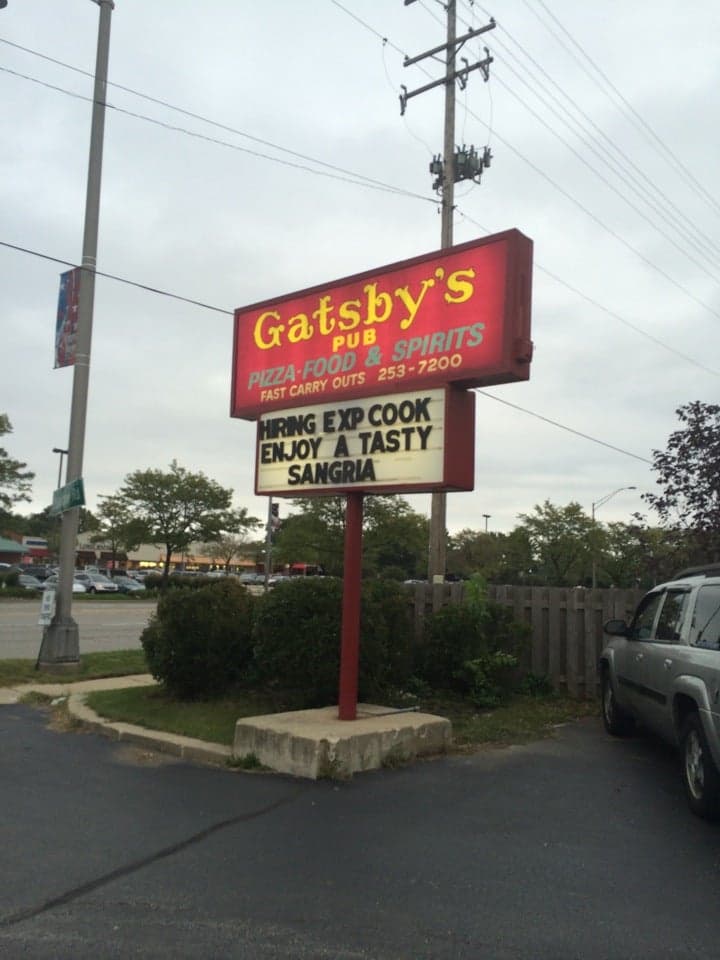 Gatsby's
PUB
PIZZA-FOOD & SPIRITS
FAST CARRY OUTS 253-7200
HIRING EXP COOK
ENJOY A TASTY
SANGRIA